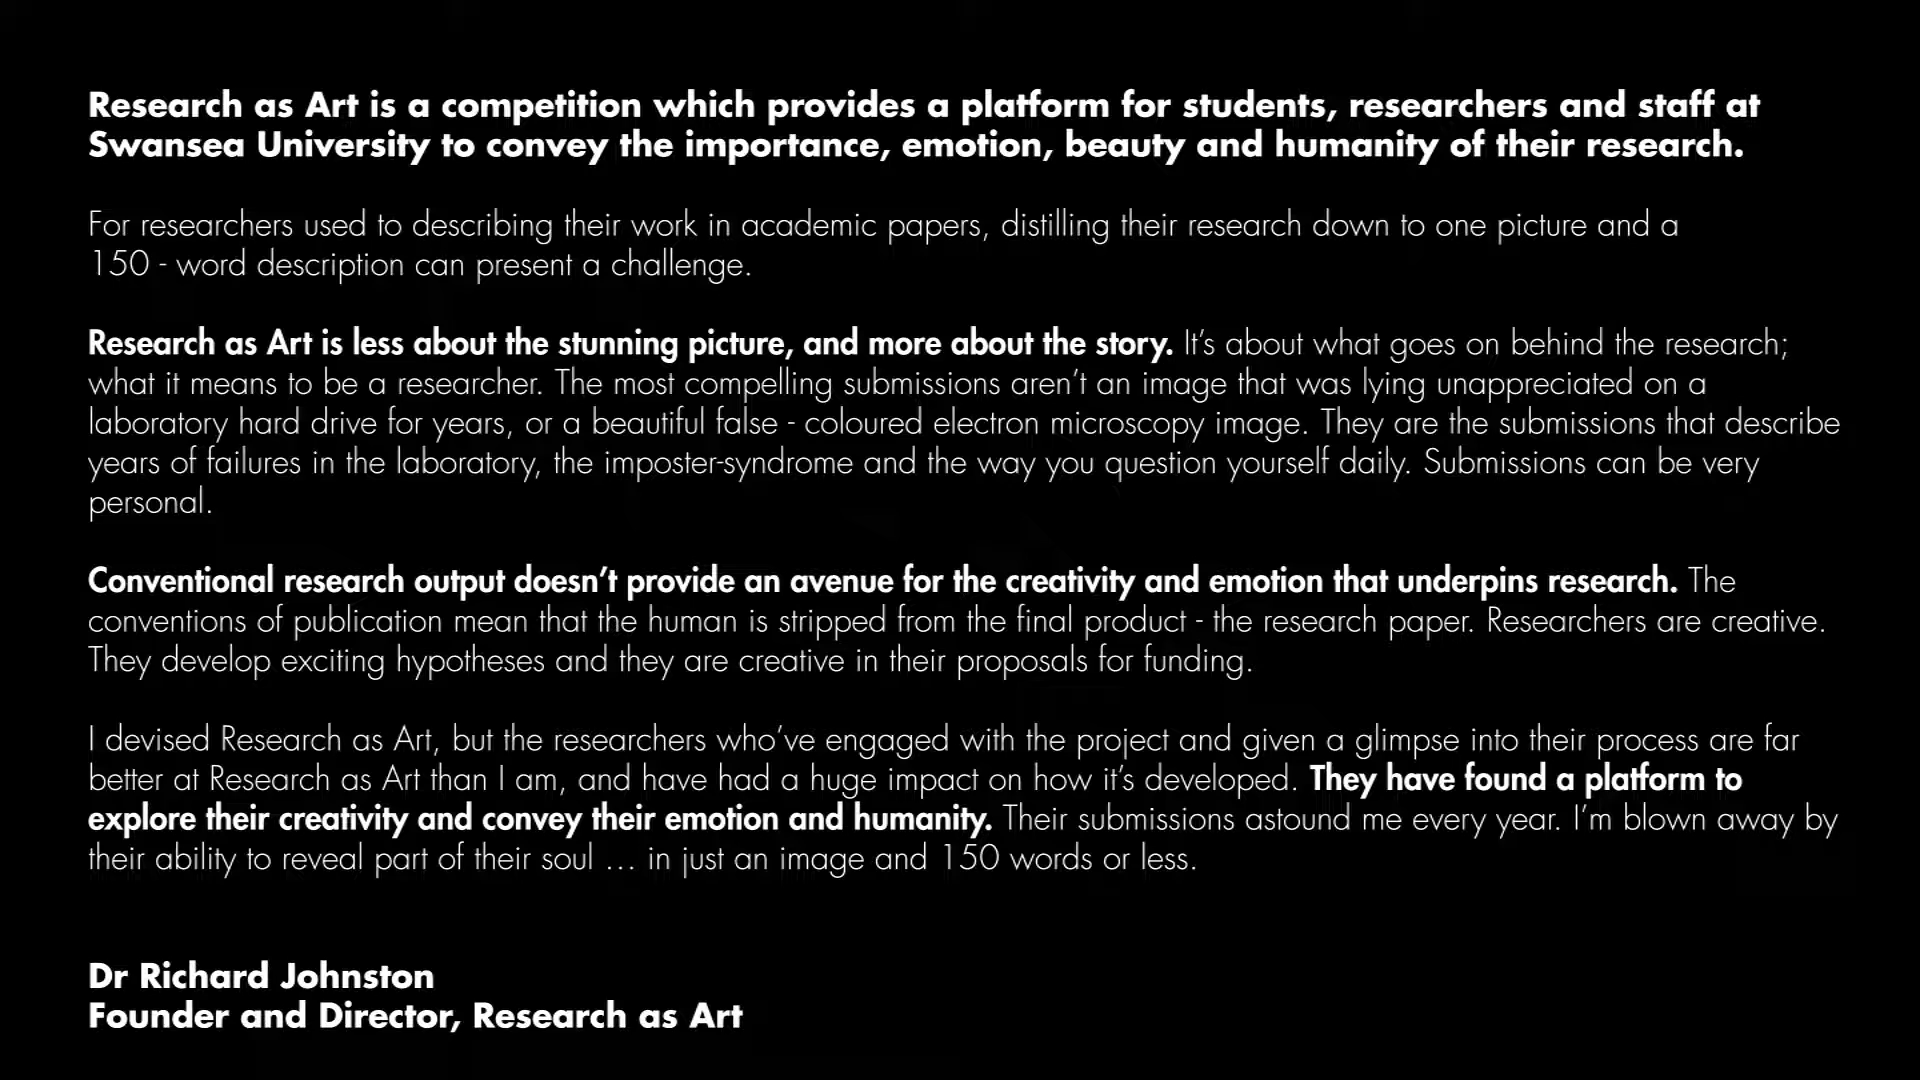 Research as Art is a competition which provides a platform for students, researchers and staff at
Swansea University to convey the importance, emotion, beauty and humanity of their research.
For researchers used to describing their work in academic papers, distilling their research down to one picture and a
150 - word description can present a challenge.
Research as Art is less about the stunning picture, and more about the story. It’s about what goes on behind the research;
what it means to be a researcher. The most compelling submissions aren’t an image that was lying unappreciated on a
laboratory hard drive for years, or a beautiful false - coloured electron microscopy image. They are the submissions that describe
years of failures in the laboratory, the imposter-syndrome and the way you question yourself daily. Submissions can be very
personal.
Conventional research output doesn’t provide an avenue for the creativity and emotion that underpins research. The
conventions of publication mean that the human is stripped from the final product - the research paper. Researchers are creative.
They develop exciting hypotheses and they are creative in their proposals for funding.
I devised Research as Art, but the researchers who’ve engaged with the project and given a glimpse into their process are far
better at Research as Art than I am, and have had a huge impact on how it’s developed. They have found a platform to
explore their creativity and convey their emotion and humanity. Their submissions astound me every year. I’m blown away by
their ability to reveal part of their soul … in just an image and 150 words or less.
Dr Richard Johnston
Founder and Director, Research as Art